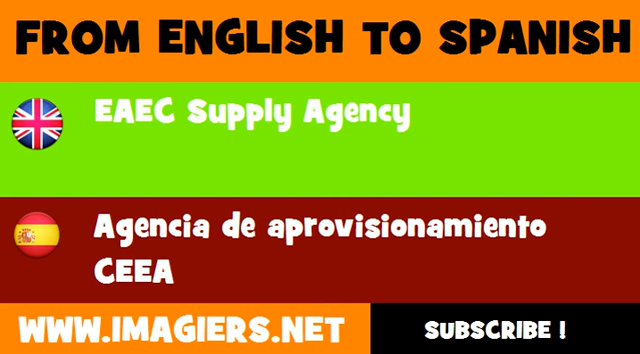 FROM ENGLISH TO SPANISH
EAEC Supply Agency
Agencia de aprovisionamiento
CEEA
WWW.IMAGIERS.NET
SUBSCRIBE !